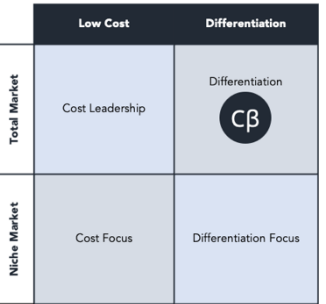 Low Cost
Differentiation
Total Market
Cost Leadership
Differentiation
Cβ
Niche Market
Cost Focus
Differentiation Focus